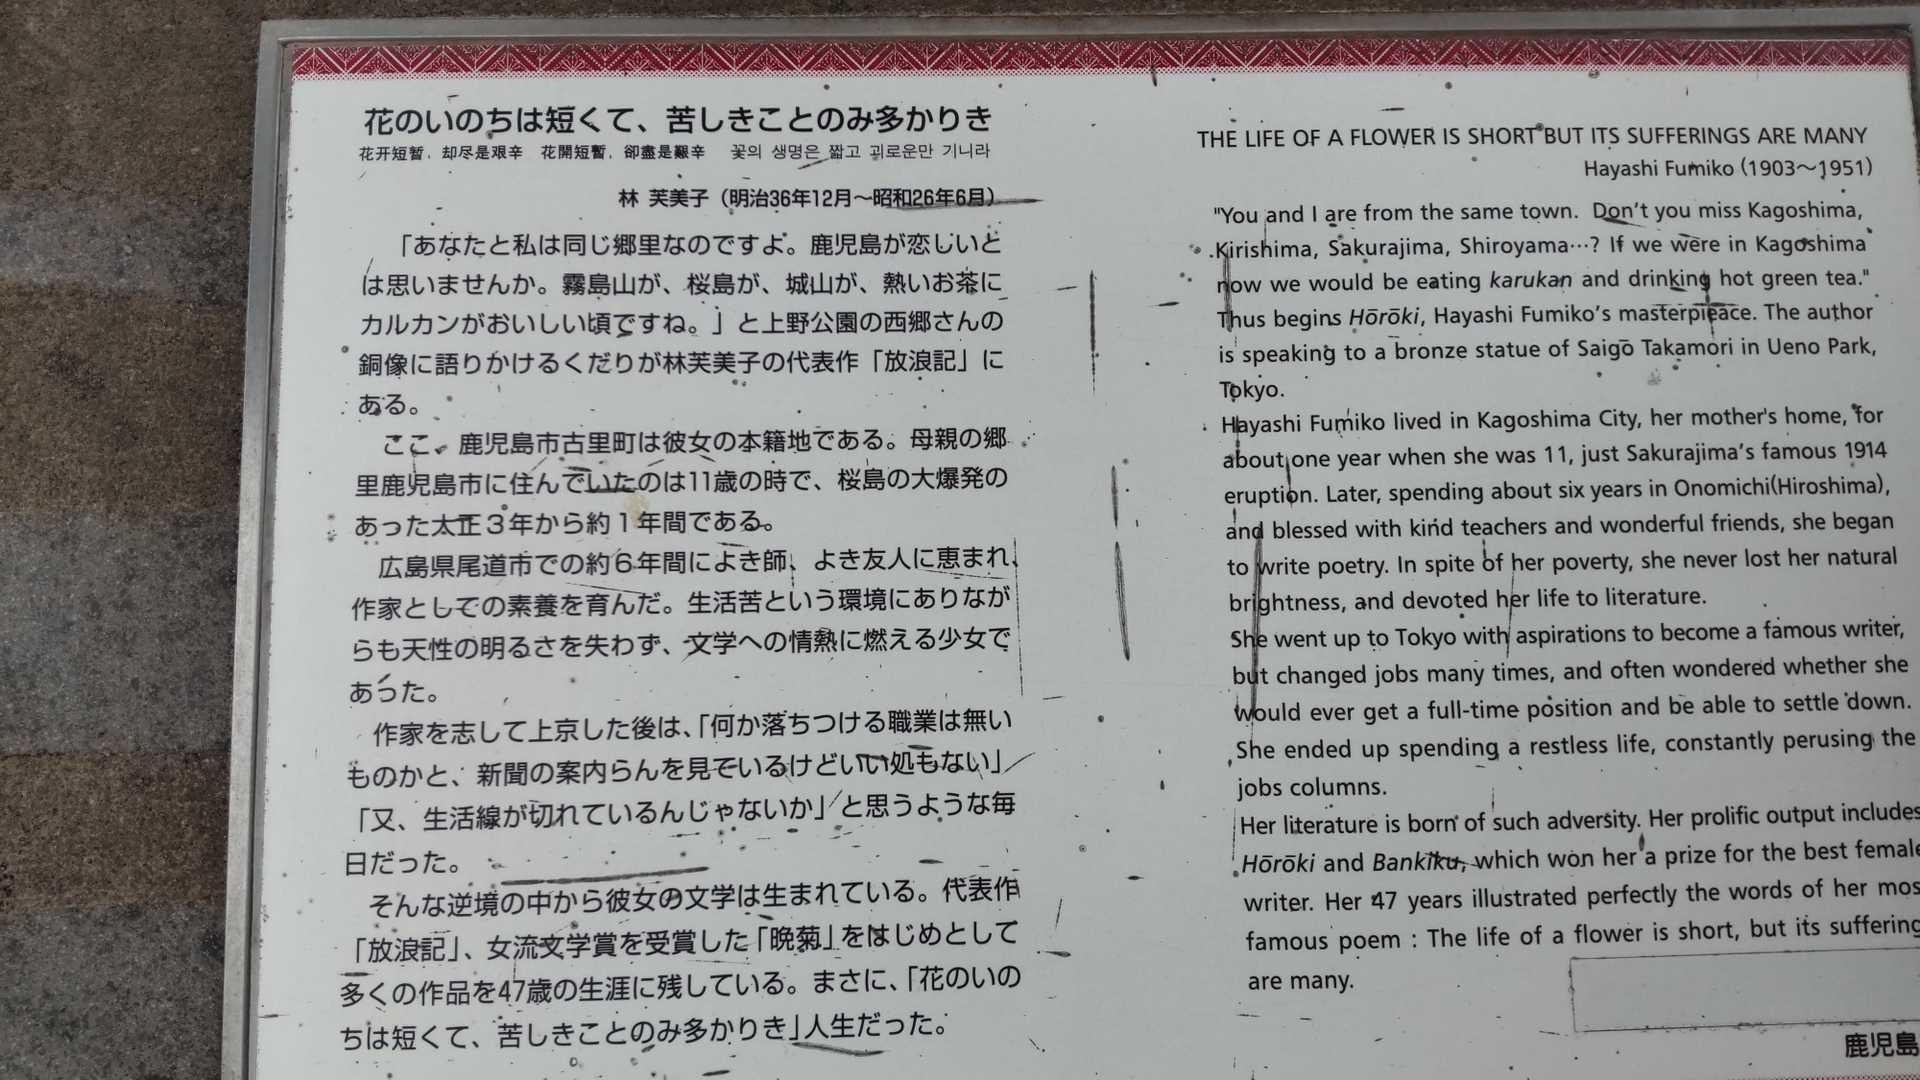 花のいのちは短くて、苦しきことのみ多かりき
花开短暂，却尽是艰辛 花開短暫，卻盡是艱辛 꽃의 생명은 짧고 괴로운만 기니라
林 芙美子（明治36年12月〜昭和26年6月）
「あなたと私は同じ郷里なのですよ。鹿児島が恋しいと
は思いませんか。霧島山が、桜島が、城山が、熱いお茶に
カルカンがおいしい頃ですね。」と上野公園の西郷さんの
銅像に語りかけるくだりが林芙美子の代表作「放浪記」に
ある。
ここ、鹿児島市古里町は彼女の本籍地である。母親の郷
里鹿児島市に住んでいたのは11歳の時で、桜島の大爆発の
あった大正３年から約１年間である。
広島県尾道市での約６年間によき師、よき友人に恵まれ、
作家としての素養を育んだ。生活苦という環境にありなが
らも天性の明るさを失わず、文学への情熱に燃える少女で
あった。
作家を志して上京した後は、「何か落ちつける職業は無い
ものかと、新聞の案内らんを見ているけどいい処もない」
「又、生活線が切れているんじゃないか」と思うような毎
日だった。
そんな逆境の中から彼女の文学は生まれている。代表作
「放浪記」、女流文学賞を受賞した「晩菊」をはじめとして
多くの作品を47歳の生涯に残している。まさに、「花のいの
ちは短くて、苦しきことのみ多かりき」人生だった。
THE LIFE OF A FLOWER IS SHORT BUT ITS SUFFERINGS ARE MANY
Hayashi Fumiko (1903〜1951)
"You and I are from the same town. Don't you miss Kagoshima,
Kirishima, Sakurajima, Shiroyama…? If we were in Kagoshima
now we would be eating karukan and drinking hot green tea."
Thus begins Hōrōki, Hayashi Fumiko's masterpieace. The author
is speaking to a bronze statue of Saigō Takamori in Ueno Park,
Tokyo.
Hayashi Fumiko lived in Kagoshima City, her mother's home, for
about one year when she was 11, just Sakurajima's famous 1914
eruption. Later, spending about six years in Onomichi(Hiroshima),
and blessed with kind teachers and wonderful friends, she began
to write poetry. In spite of her poverty, she never lost her natural
brightness, and devoted her life to literature.
She went up to Tokyo with aspirations to become a famous writer,
but changed jobs many times, and often wondered whether she
would ever get a full-time position and be able to settle down.
She ended up spending a restless life, constantly perusing the
jobs columns.
Her literature is born of such adversity. Her prolific output includes
Hōrōki and Bankiku, which won her a prize for the best female
writer. Her 47 years illustrated perfectly the words of her mos
famous poem : The life of a flower is short, but its suffering
are many.
鹿児島